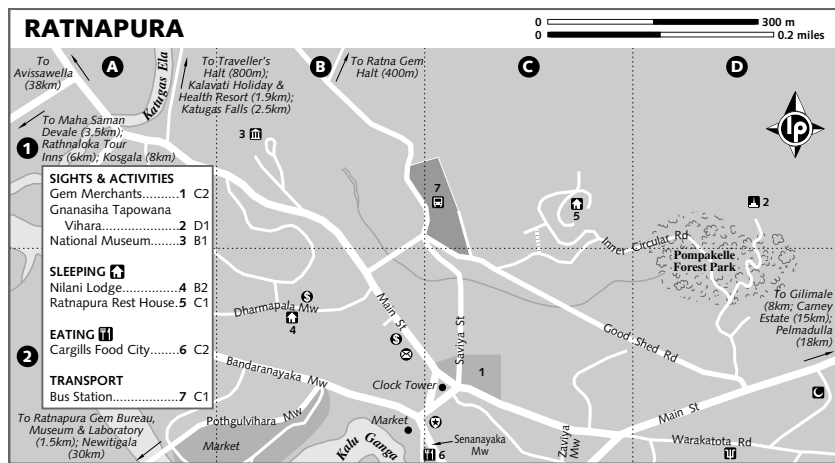 RATNAPURA
0 300 m
0 0.2 miles
A
B
C
D
1
2
To
Avissawella
(38km)
Katugas Ela
To Traveller's
Halt (800m);
Kalavati Holiday &
Health Resort (1.9km);
Katugas Falls (2.5km)
To Ratna Gem
Halt (400m)
lp
To Maha Saman
Devale (3.5km);
Rathnaloka Tour
Inns (6km); Kosgala (8km)
SIGHTS & ACTIVITIES
Gem Merchants..........1 C2
Gnanasiha Tapowana
Vihara.....................2 D1
National Museum.......3 B1
SLEEPING
Nilani Lodge...............4 B2
Ratnapura Rest House.5 C1
EATING
Cargills Food City........6 C2
TRANSPORT
Bus Station.................7 C1
3
7
5
2
Inner Circular Rd
Pompakelle
Forest Park
To Gilimale
(8km; Carney
Estate (15km);
Pelmadulla
(18km)
Dharmapala Mw
4
$
$
Main St
Saviya St
Good Shed Rd
Bandaranayaka Mw
1
Clock Tower
Main St
Pothgulvihara Mw
Market
Market
Kalu Ganga
6
Senanayaka
Mw
Zaviya
Mw
Warakatota Rd
To Ratnapura Gem Bureau,
Museum & Laboratory
(1.5km); Newitigala
(30km)